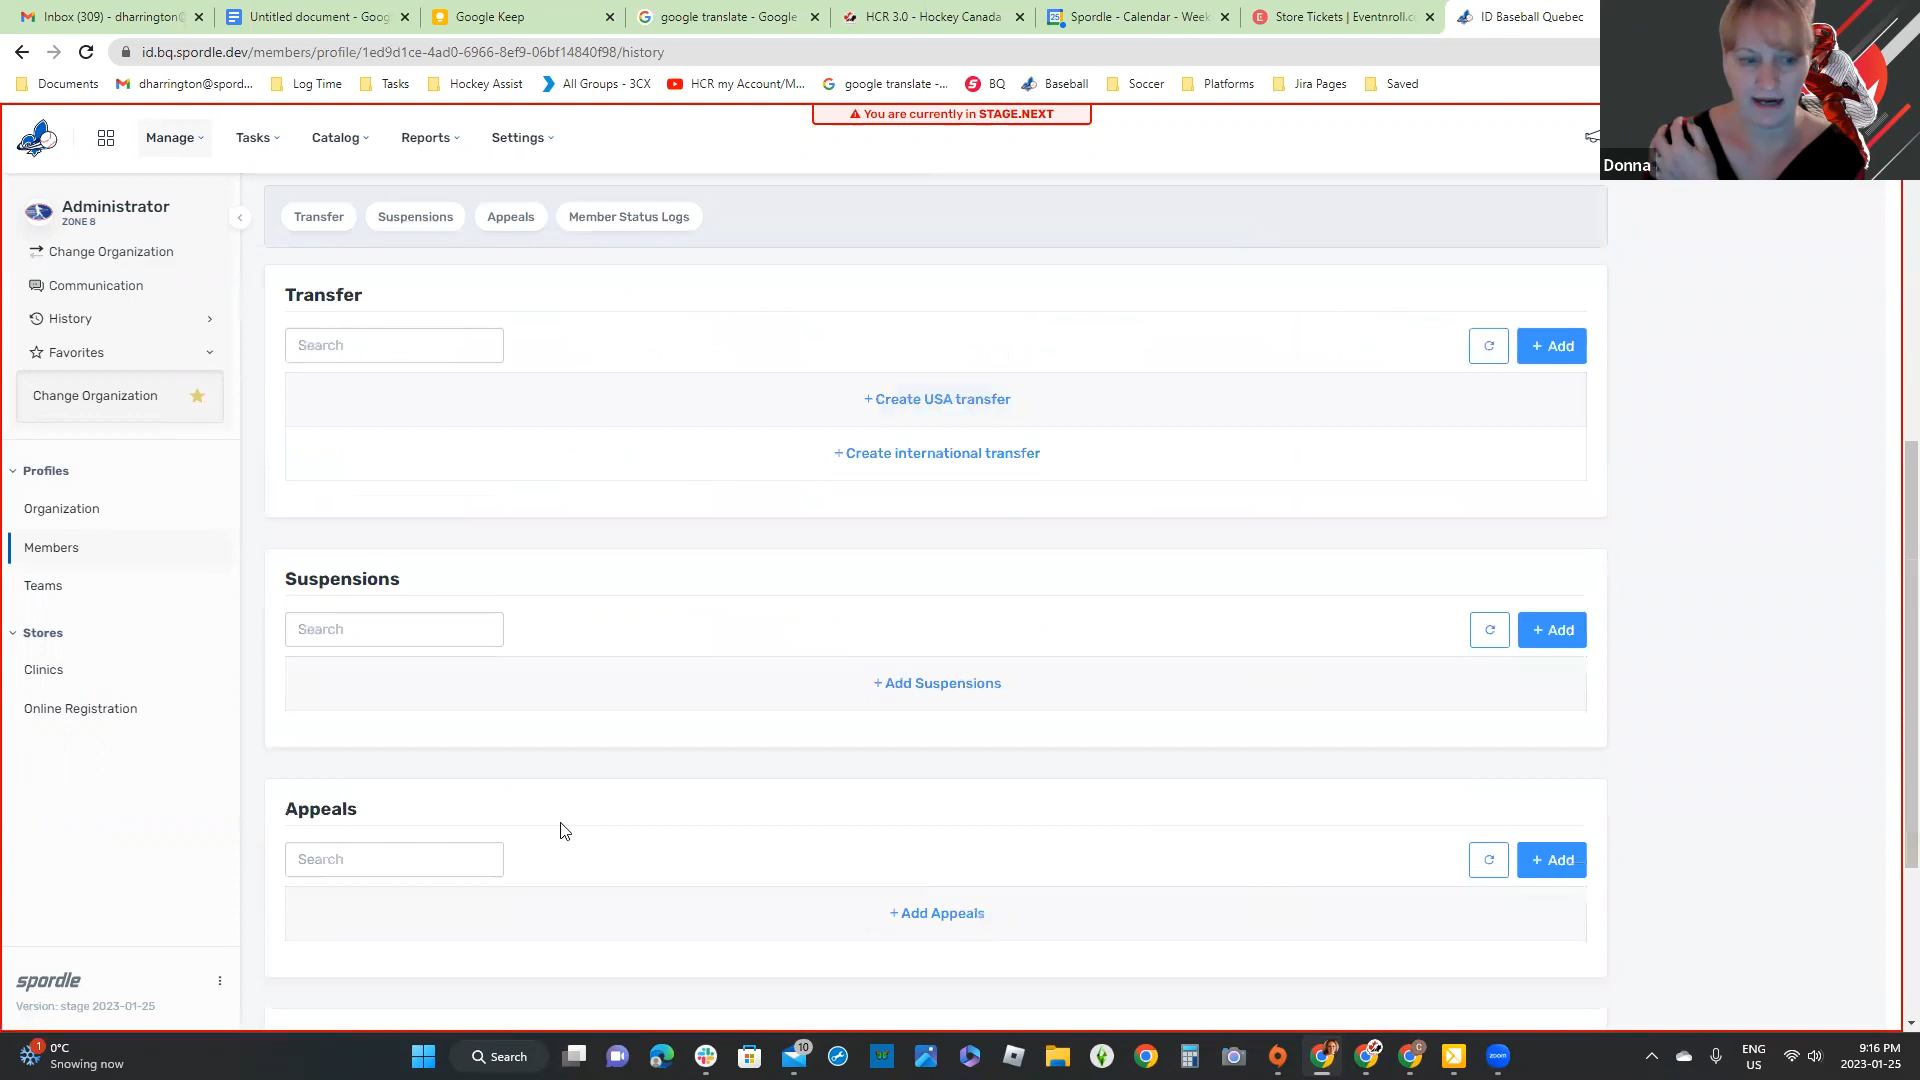 Inbox (309) - dharrington@
Untitled document - Goog
Google Keep
google translate - Google
HCR 3.0 - Hockey Canada
Spordle - Calendar - Week
Store Tickets | Eventnroll.c
ID Baseball Quebec
id.bq.spordle.dev/members/profile/1ed9d1ce-4ad0-6966-8ef9-06bf14840f98/history
Documents
dharrington@spord...
Log Time
Tasks
Hockey Assist
All Groups - 3CX
HCR my Account/M...
google translate -...
BQ
Baseball
Soccer
Platforms
Jira Pages
Saved
You are currently in STAGE.NEXT
Manage
Tasks
Catalog
Reports
Settings
Donna
Administrator
ZONE 8
Change Organization
Communication
History
Favorites
Change Organization
Profiles
Organization
Members
Teams
Stores
Clinics
Online Registration
spordle
Version: stage 2023-01-25
Transfer
Suspensions
Appeals
Member Status Logs
Transfer
Search
+ Add
+ Create USA transfer
+ Create international transfer
Suspensions
Search
+ Add
+ Add Suspensions
Appeals
Search
+ Add
+ Add Appeals
1
0°C
Snowing now
Search
10
C
zoom
ENG
US
9:16 PM
2023-01-25